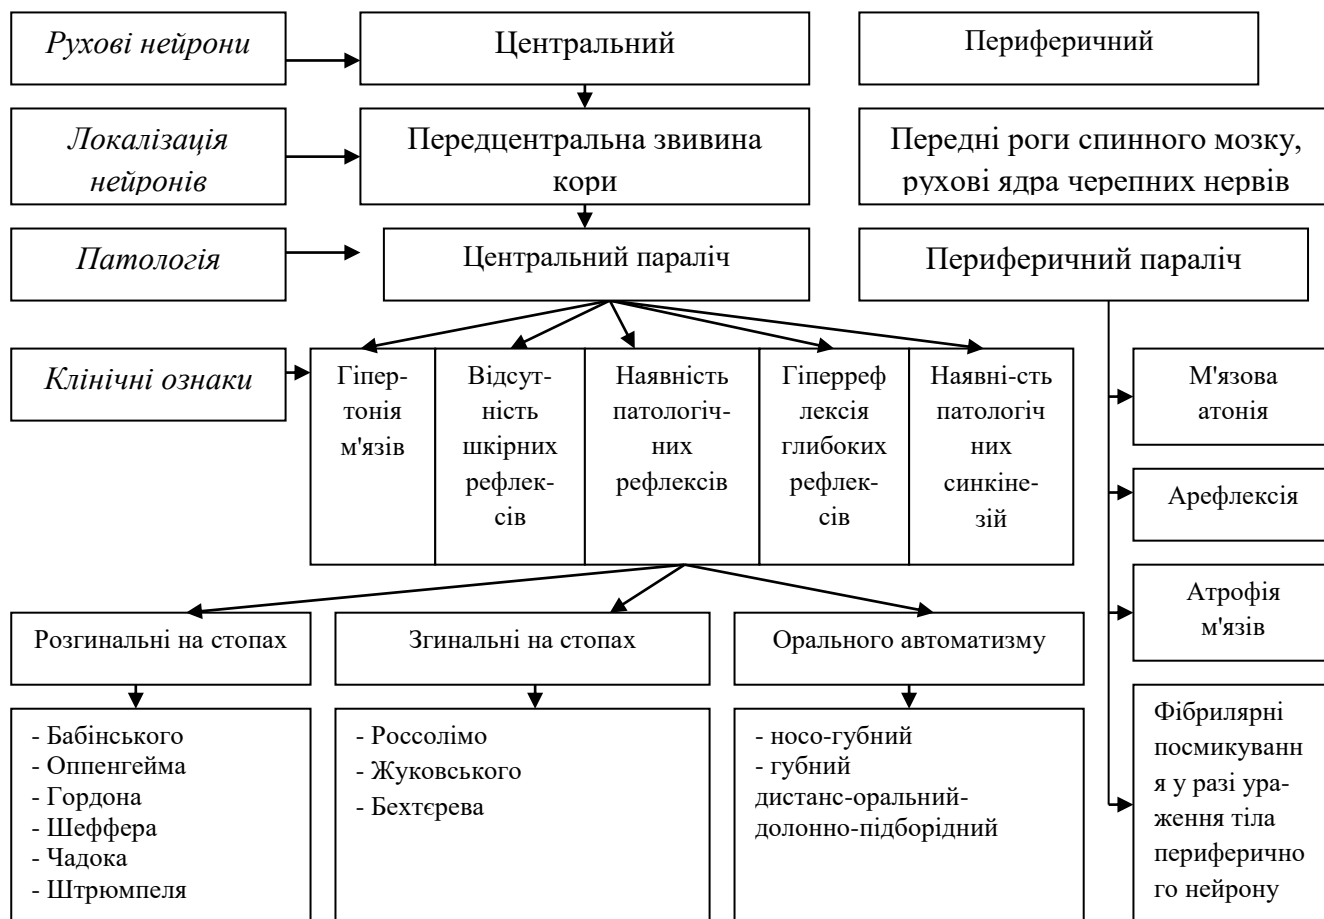 Рухові нейрони
Центральний
Периферичний
Локалізація
нейронів
Передцентральна звивина
кори
Передні роги спинного мозку,
рухові ядра черепних нервів
Патологія
Центральний параліч
Периферичний параліч
Клінічні ознаки
Гіпер-
тонія
м'язів
Відсут-
ність
шкірних
рефлек-
сів
Наявність
патологіч-
них
рефлексів
Гіперреф
лексія
глибоких
рефлек-
сів
Наявні-сть
патологіч
них
синкіне-
зій
М'язова
атонія
Арефлексія
Атрофія
м'язів
Фібрилярні
посмикуванн
я у разі ура-
ження тіла
периферично
го нейрону
Розгинальні на стопах
Згинальні на стопах
Орального автоматизму
- Бабінського
- Оппенгейма
- Гордона
- Шеффера
- Чадока
- Штрюмпеля
- Россолімо
- Жуковського
- Бехтєрева
- носо-губний
- губний
дистанс-оральний-
долонно-підборідний